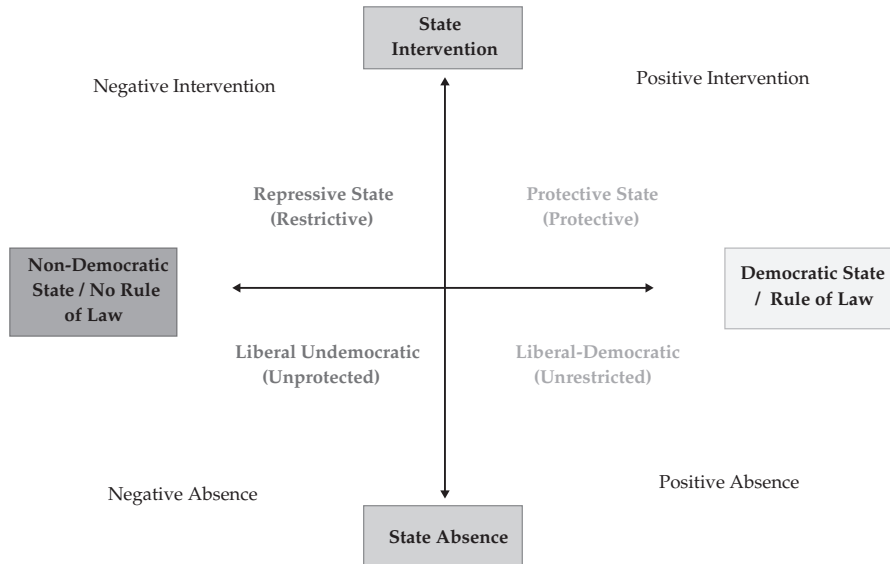 State
Intervention
Negative Intervention
Positive Intervention
Repressive State
(Restrictive)
Protective State
(Protective)
Non-Democratic
State / No Rule
of Law
Democratic State
/ Rule of Law
Liberal Undemocratic
(Unprotected)
Liberal-Democratic
(Unrestricted)
Negative Absence
Positive Absence
State Absence